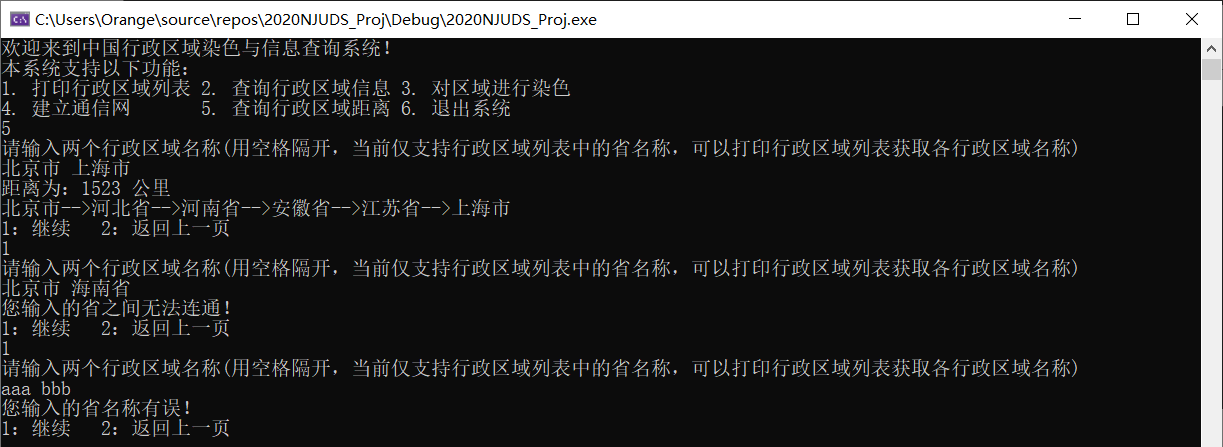 C:\Users\Orange\source\repos\2020NJUDS_Proj\Debug\2020NJUDS_Proj.exe
欢迎来到中国行政区域染色与信息查询系统！
本系统支持以下功能：
1. 打印行政区域列表 2. 查询行政区域信息 3. 对区域进行染色
4. 建立通信网       5. 查询行政区域距离 6. 退出系统
5
请输入两个行政区域名称(用空格隔开，当前仅支持行政区域列表中的省名称，可以打印行政区域列表获取各行政区域名称)
北京市 上海市
距离为：1523 公里
北京市-->河北省-->河南省-->安徽省-->江苏省-->上海市
1：继续   2：返回上一页
1
请输入两个行政区域名称(用空格隔开，当前仅支持行政区域列表中的省名称，可以打印行政区域列表获取各行政区域名称)
北京市 海南省
您输入的省之间无法连通！
1：继续   2：返回上一页
1
请输入两个行政区域名称(用空格隔开，当前仅支持行政区域列表中的省名称，可以打印行政区域列表获取各行政区域名称)
aaa bbb
您输入的省名称有误！
1：继续   2：返回上一页